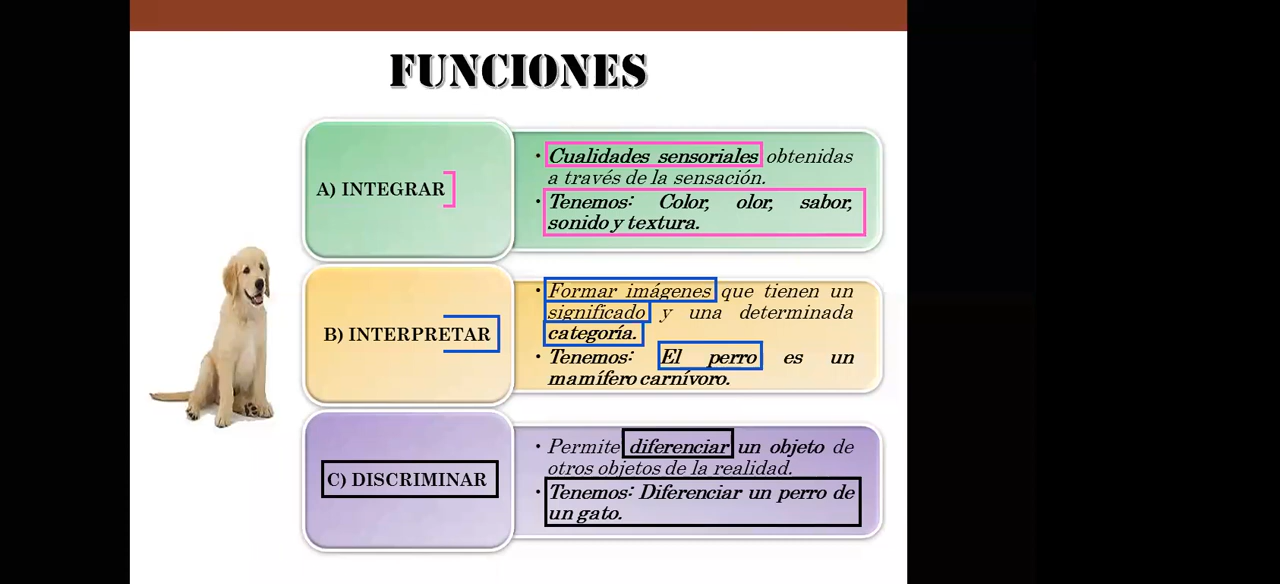 FUNCIONES
A) INTEGRAR
• Cualidades sensoriales obtenidas
a través de la sensación.
• Tenemos: Color, olor, sabor,
sonido y textura.
B) INTERPRETAR
• Formar imágenes que tienen un
significado y una determinada
categoría.
• Tenemos: El perro es un
mamífero carnívoro.
C) DISCRIMINAR
• Permite diferenciar un objeto de
otros objetos de la realidad.
• Tenemos: Diferenciar un perro de
un gato.